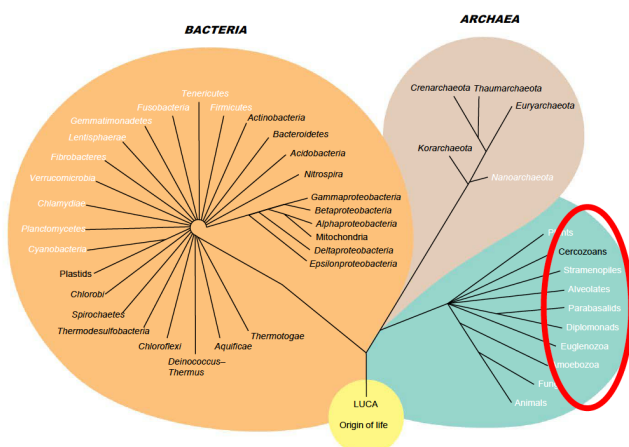 BACTERIA
ARCHAEA
Tenericutes
Fusobacteria
Firmicutes
Gemmatimonadetes
Actinobacteria
Lentisphaerae
Bacteroidetes
Fibrobacteres
Acidobacteria
Verrucomicrobia
Nitrospira
Chlamydiae
Gammaproteobacteria
Betaproteobacteria
Planctomycetes
Alphaproteobacteria
Mitochondria
Cyanobacteria
Deltaproteobacteria
Epsilonproteobacteria
Plastids
Chlorobi
Spirochaetes
Thermodesulfobacteria
Chloroflexi
Deinococcus–
Thermus
Aquificae
Thermotogae
Crenarchaeota
Thaumarchaeota
Euryarchaeota
Korarchaeota
Nanoarchaeota
Plants
Cercozoans
Stramenopiles
Alveolates
Parabasalids
Diplomonads
Euglenozoa
Amoebozoa
Fungi
Animals
LUCA
Origin of life